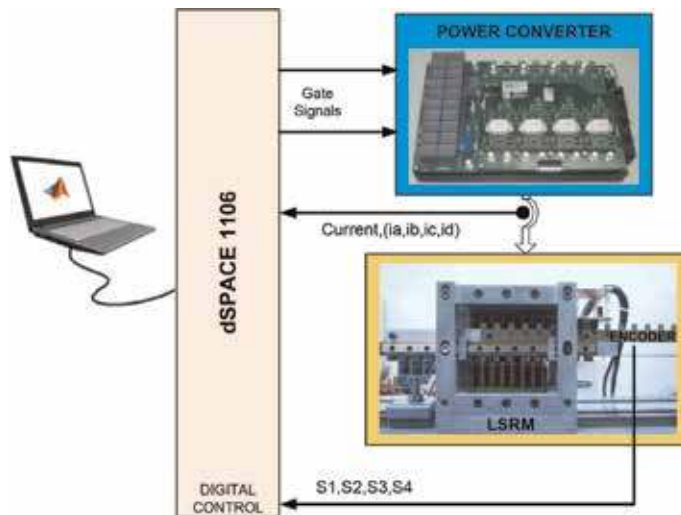 POWER CONVERTER
Gate
Signals
dSPACE 1106
Current,(ia,ib,ic,id)
ENCODER
LSRM
S1,S2,S3,S4
DIGITAL
CONTROL